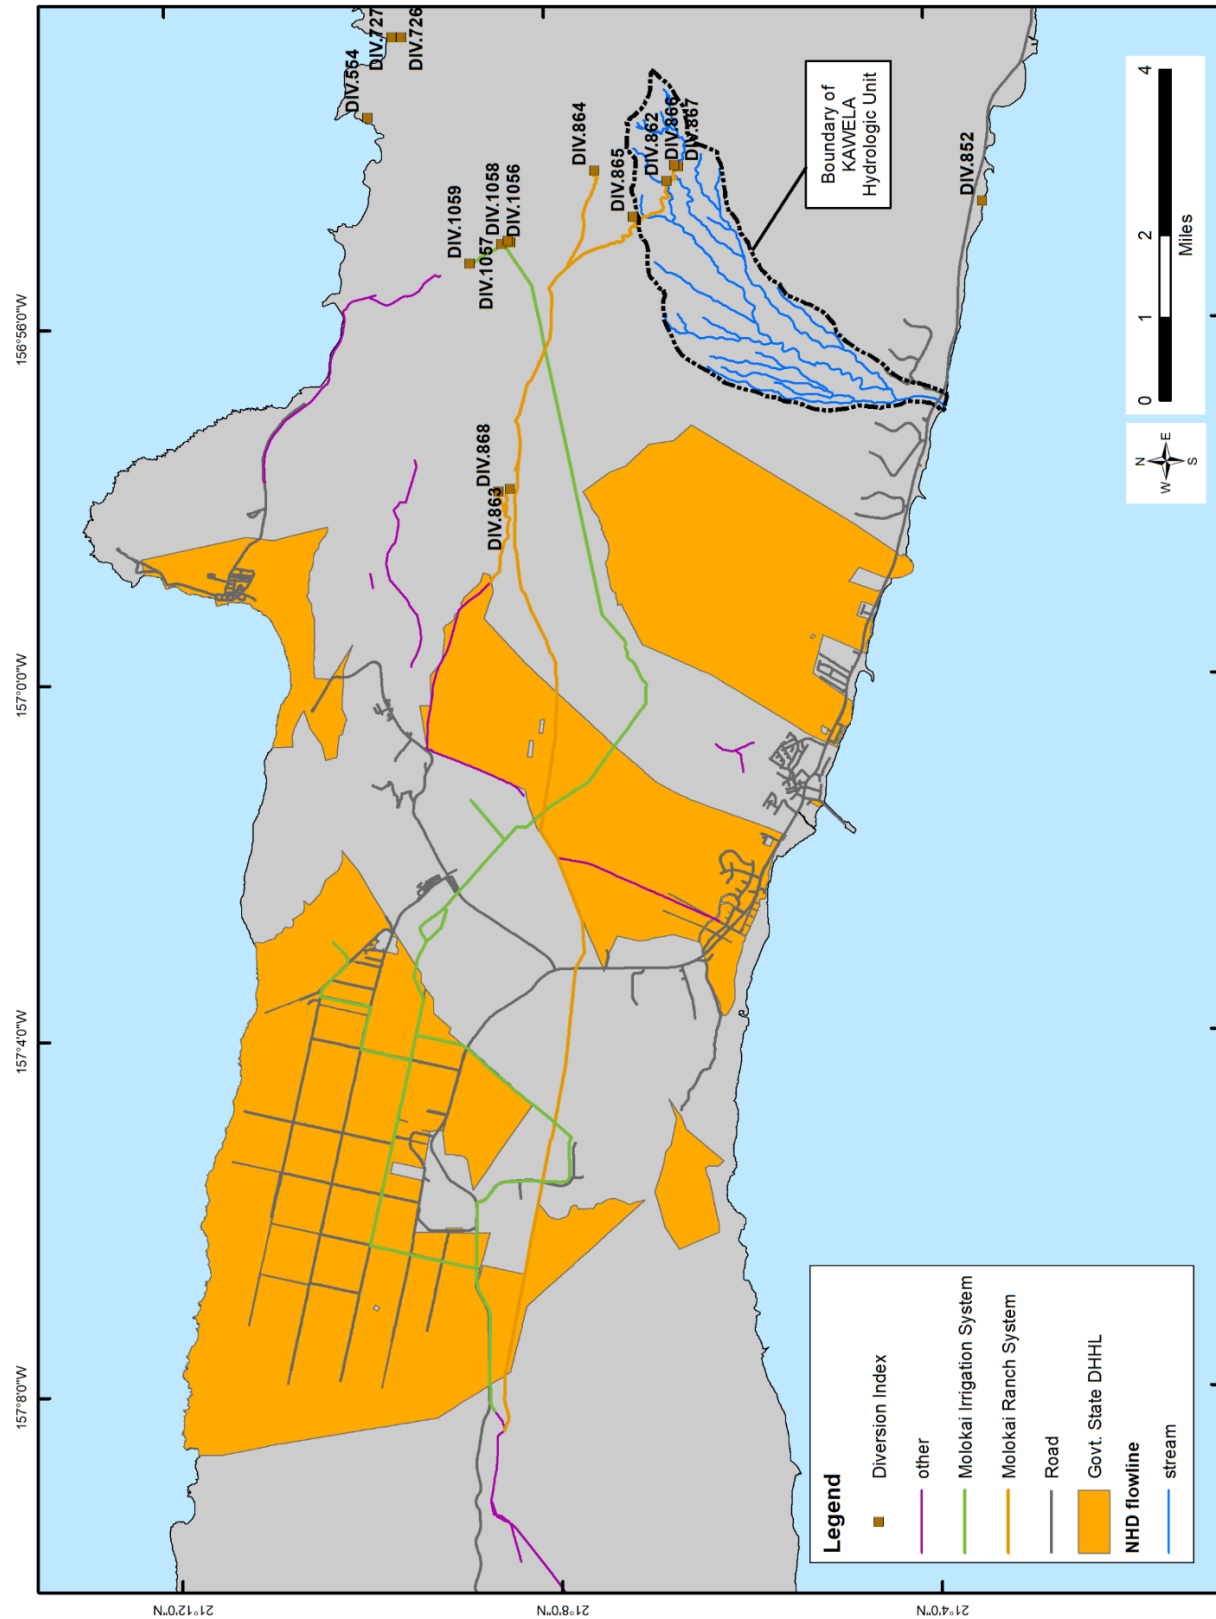 156°56'0"W
157°0'0"W
157°4'0"W
157°8'0"W
21°12'0"N
21°8'0"N
21°4'0"N
DIV.554
DIV.727
DIV.726
DIV.1059
DIV.1057
DIV.1058
DIV.1056
DIV.864
DIV.865
DIV.862
DIV.866
DIV.867
DIV.863
DIV.868
DIV.852
Boundary of
KAWELA
Hydrologic Unit
N
W E
S
0 1 2 4
Miles
Legend
Diversion Index
other
Molokai Irrigation System
Molokai Ranch System
Road
Govt. State DHHL
NHD flowline
stream